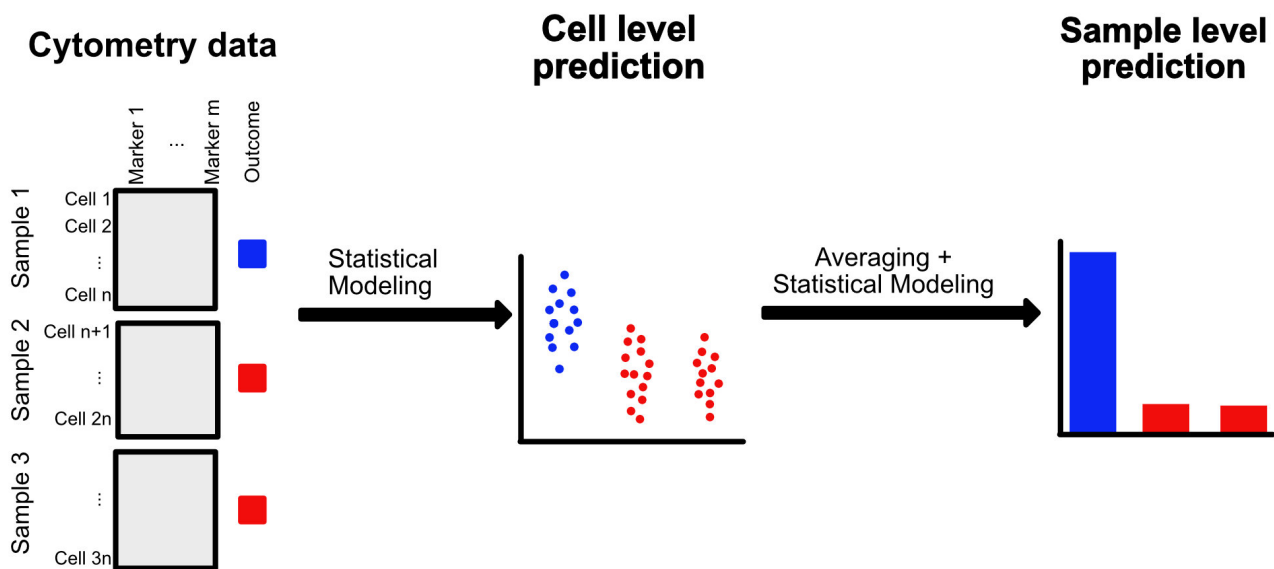 Cytometry data
Cell level
prediction
Sample level
prediction
Marker 1
...
Marker m
Outcome
Sample 1
Cell 1
Cell 2
...
Cell n
Sample 2
Cell n+1
...
Cell 2n
Sample 3
...
Cell 3n
Statistical
Modeling
Averaging +
Statistical Modeling